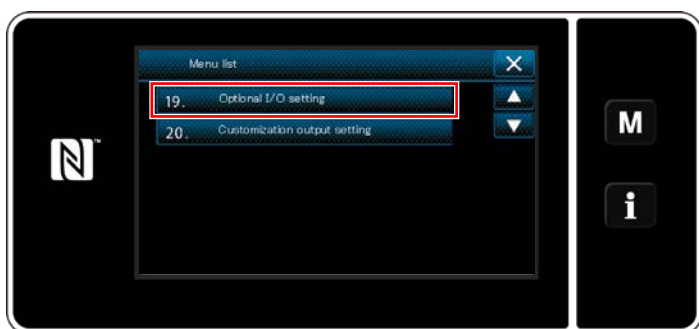 Menu list
19. Optional I/O setting
20. Customization output setting
M
i